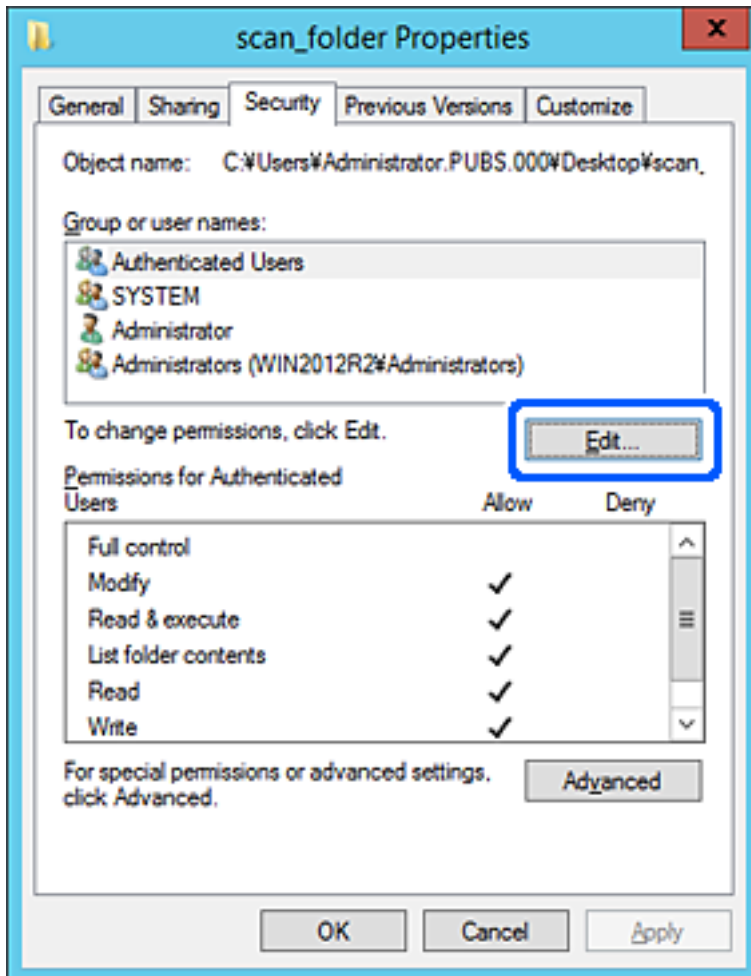 scan_folder Properties
General Sharing Security Previous Versions Customize
Object name: C:¥Users¥Administrator.PUBS.000¥Desktop¥scan_
Group or user names:
Authenticated Users
SYSTEM
Administrator
Administrators (WIN2012R2¥Administrators)
To change permissions, click Edit.
Edit...
Permissions for Authenticated
Users Allow Deny
Full control
Modify
Read & execute
List folder contents
Read
Write
For special permissions or advanced settings,
click Advanced.
Advanced
OK Cancel Apply